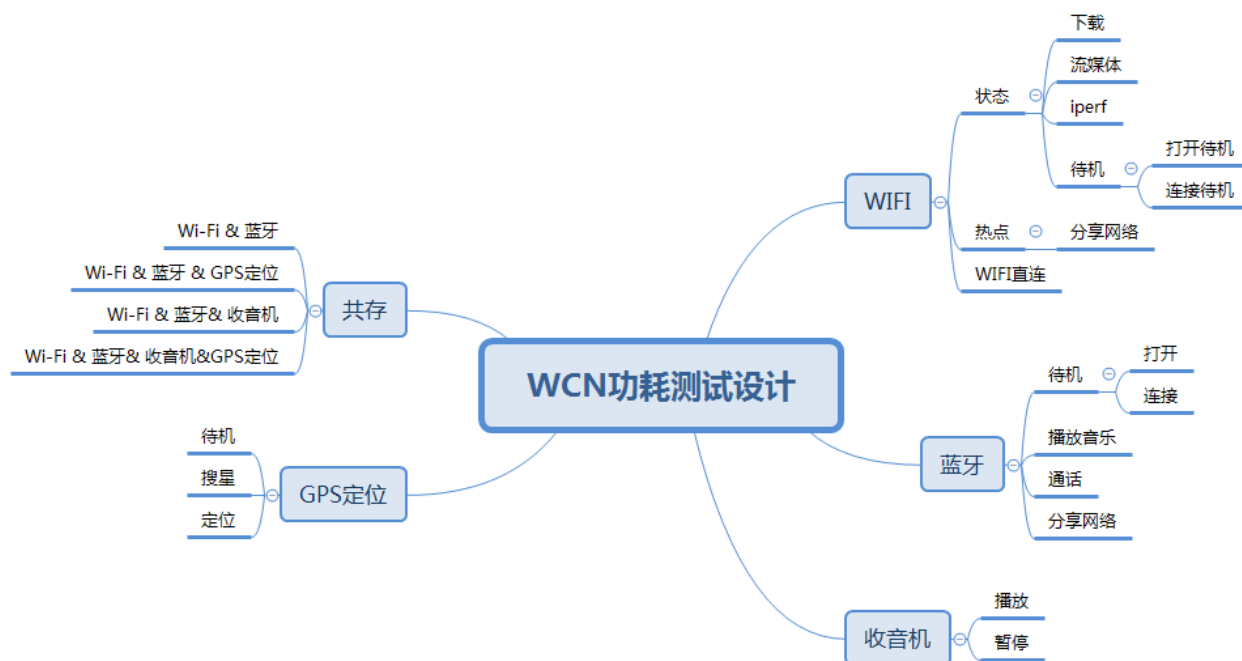 WCN功耗测试设计
WIFI
状态
下载
流媒体
iperf
待机
打开待机
连接待机
热点
分享网络
WIFI直连
蓝牙
待机
打开
连接
播放音乐
通话
分享网络
收音机
播放
暂停
共存
Wi-Fi & 蓝牙
Wi-Fi & 蓝牙 & GPS定位
Wi-Fi & 蓝牙& 收音机
Wi-Fi & 蓝牙& 收音机&GPS定位
GPS定位
待机
搜星
定位